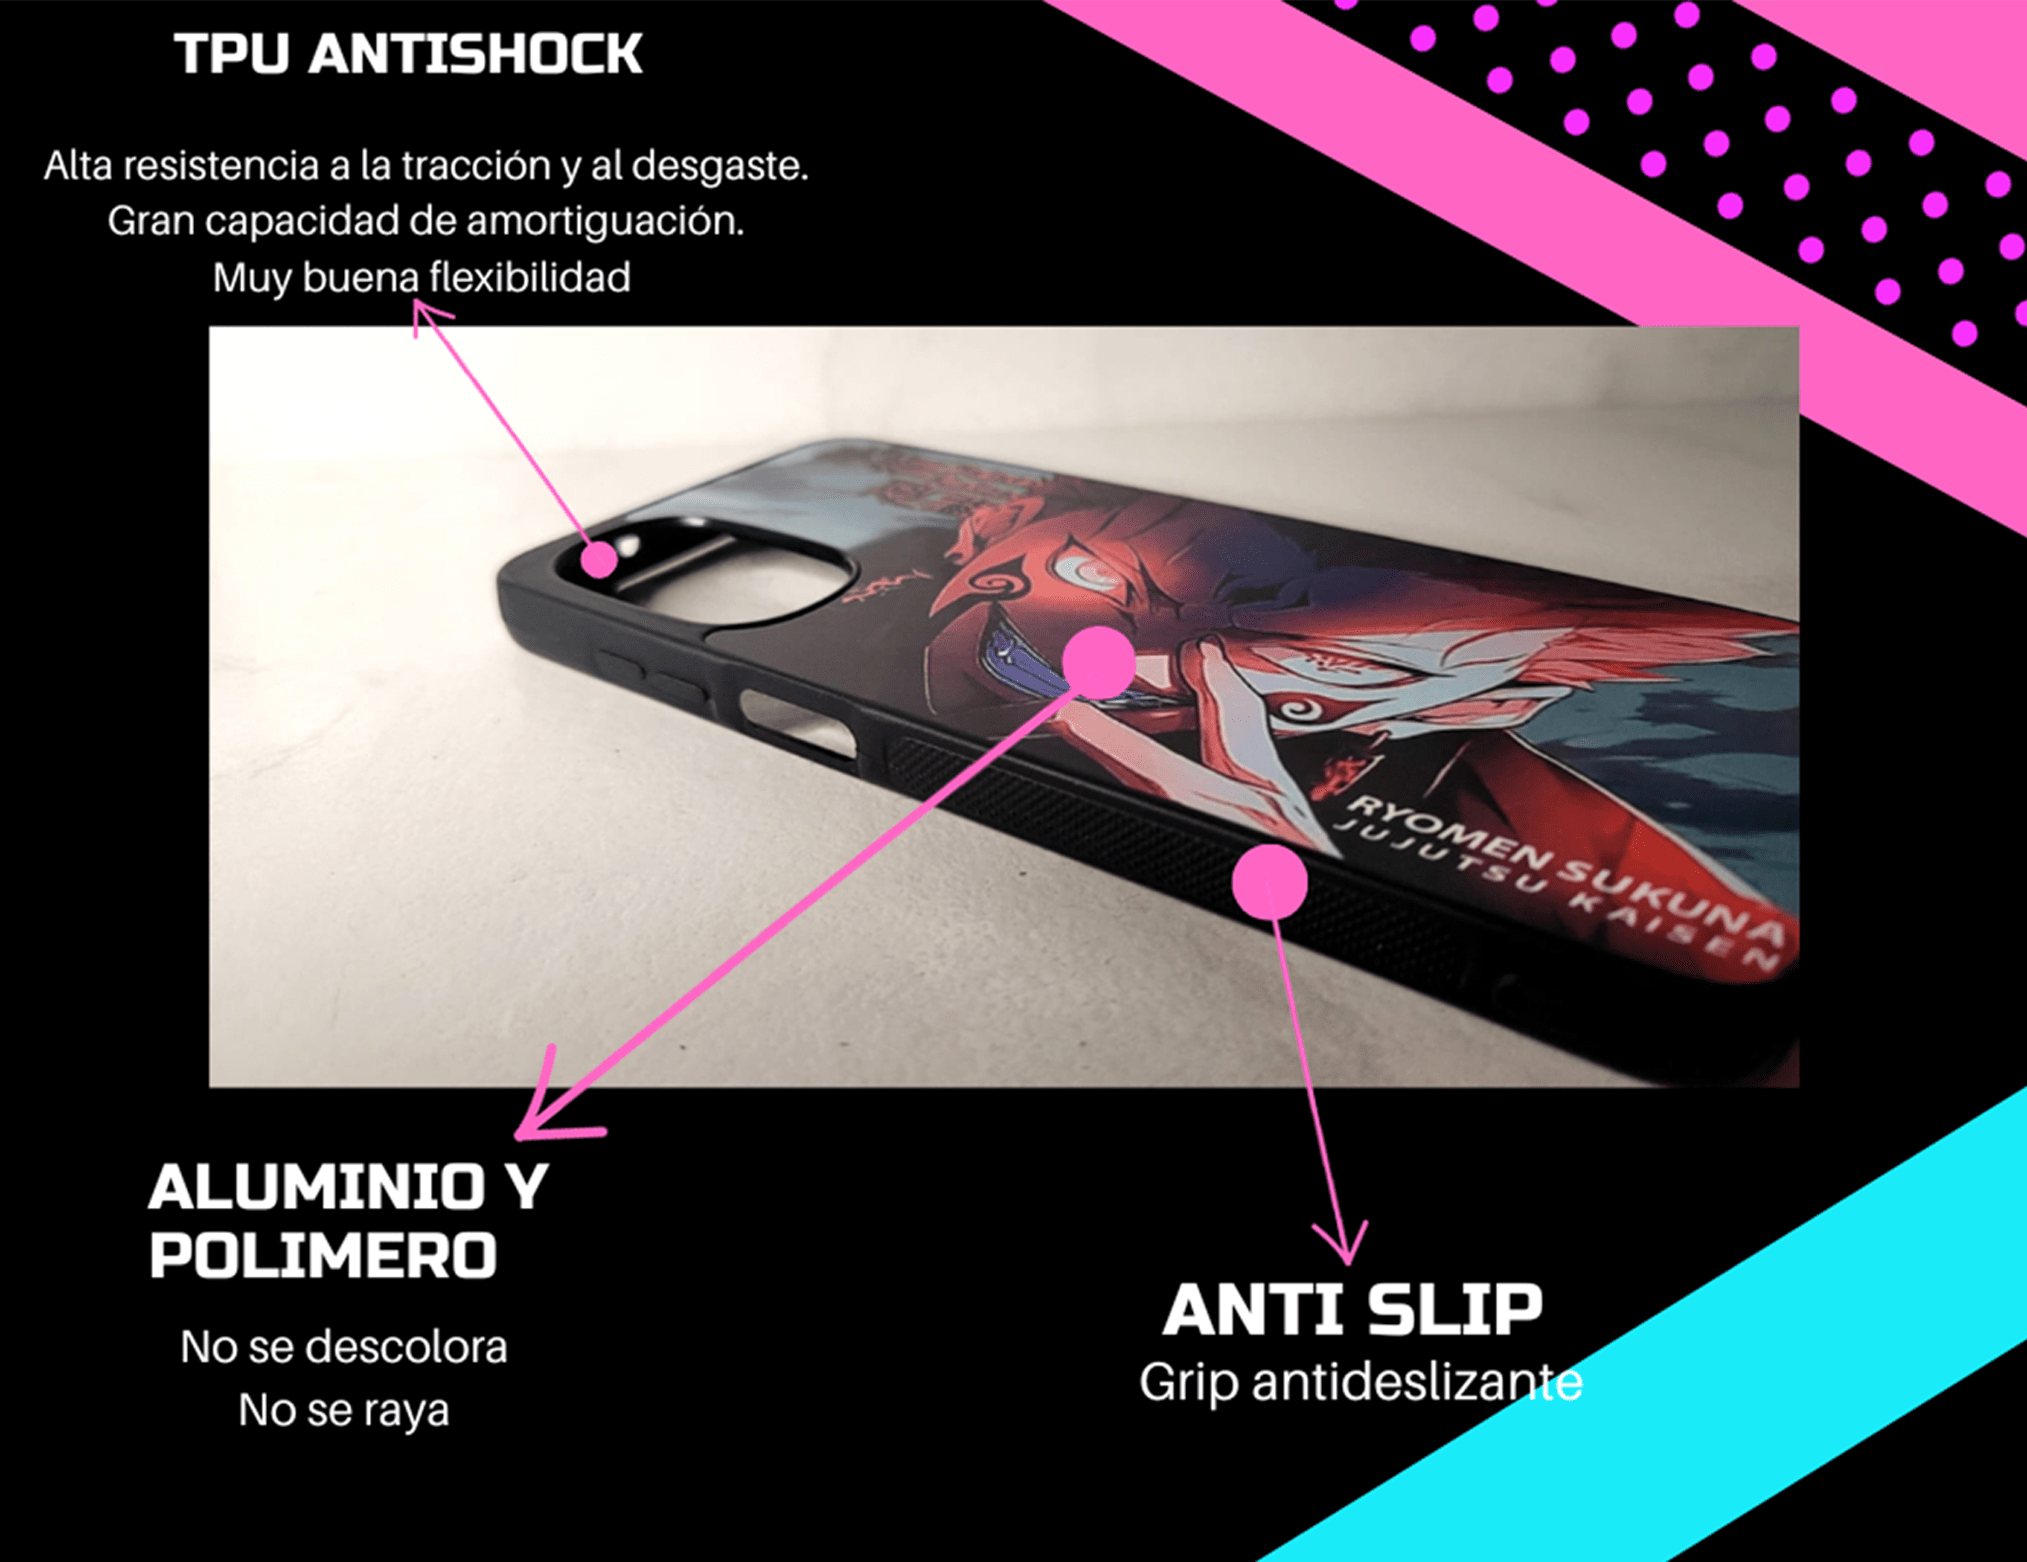 TPU ANTISHOCK
Alta resistencia a la tracción y al desgaste.
Gran capacidad de amortiguación.
Muy buena flexibilidad
RYOMEN SUKUNA
JUJUTSU KAISEN
ALUMINIO Y
POLIMERO
No se descolora
No se raya
ANTI SLIP
Grip antideslizante